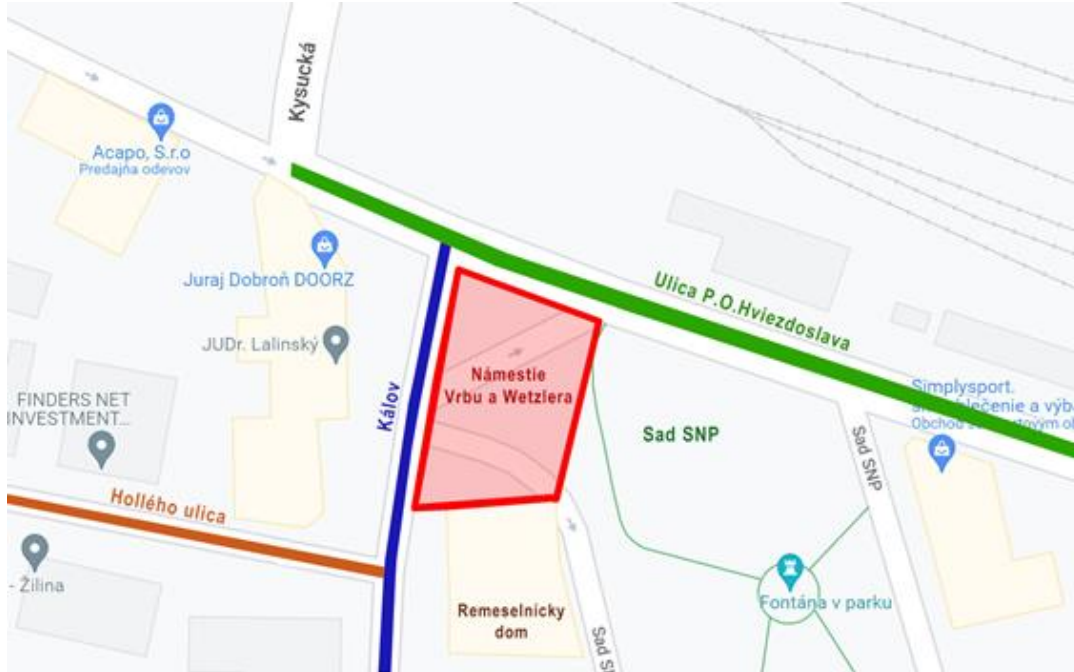 Kysucká
Acapo, S.r.o
Predajňa odevov
Juraj Dobroň DOORZ
Ulica P.O.Hviezdoslava
JUDr. Lalinský
Námestie
Vrbu a Wetzlera
Kálov
FINDERS NET
INVESTMENT...
Simplysport.
Sad SNP
Sad SNP
Hollého ulica
- Žilina
Fontána v parku
Remeselnícky
dom
Sad